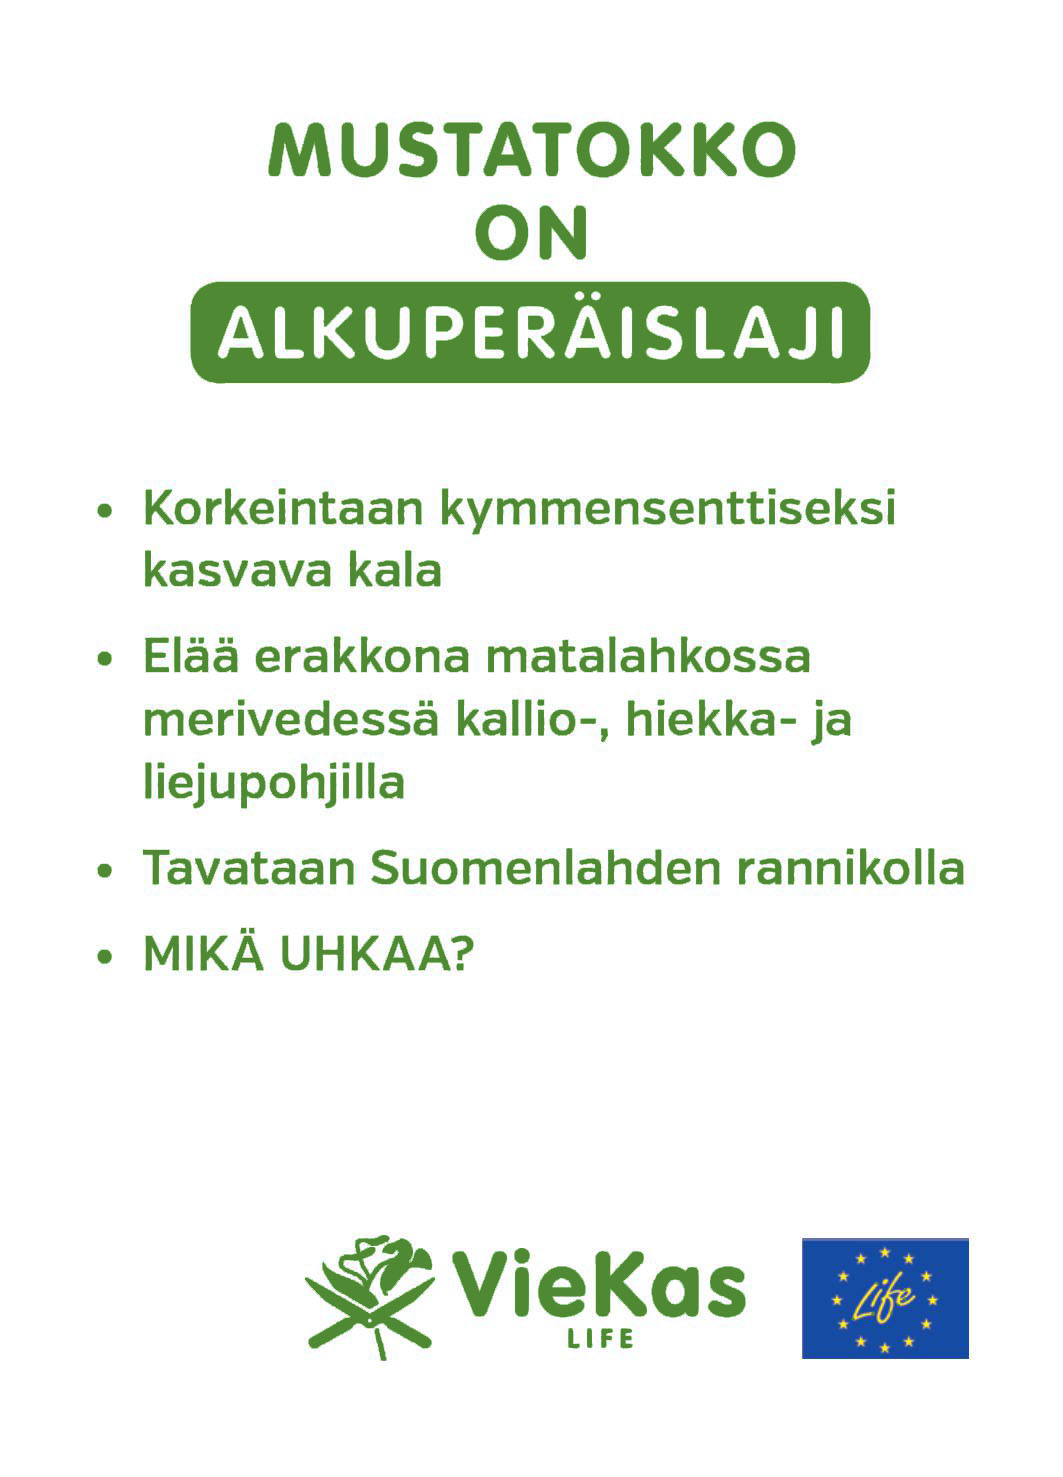 MUSTATOKKO
ON
ALKUPERÄISLAJI
• Korkeintaan kymmensenttiseksi
kasvava kala
• Elää erakkona matalahkossa
merivedessä kallio-, hiekka- ja
liejupohjilla
• Tavataan Suomenlahden rannikolla
• MIKÄ UHKAA?
VieKas
LIFE
Life